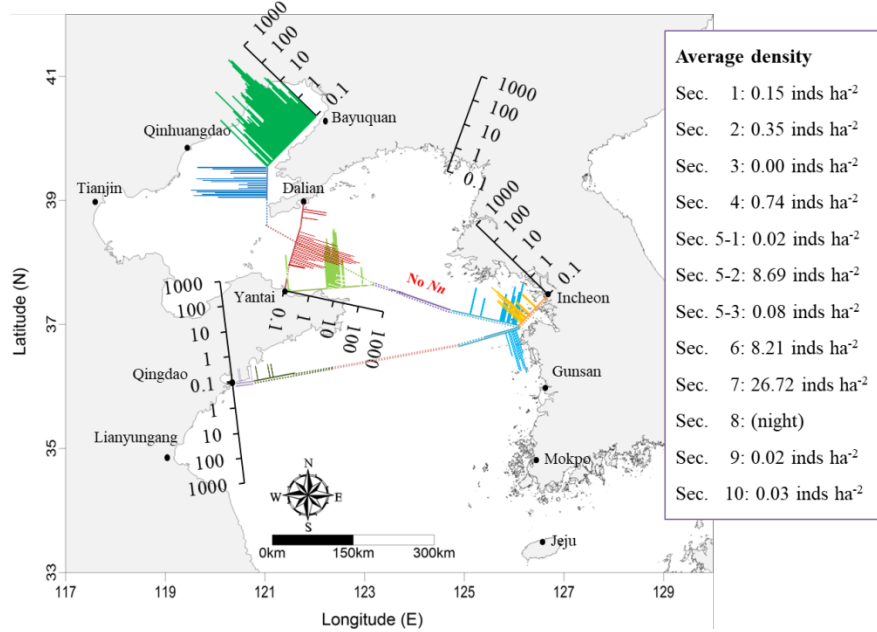 41
39
37
35
33
Latitude (N)
117
119
121
123
125
127
129
Longitude (E)
1000
100
10
1
0.1
Bayuquan
Qinhuangdao
Tianjin
Dalian
1000
100
10
1
0.1
1000
100
10
1
0.1
Incheon
No Nn
Yantai
0.1
1
10
100
1000
1000
100
10
1
0.1
1
10
100
1000
Qingdao
Gunsan
Lianyungang
Mokpo
Jeju
N
W
E
S
0km
150km
300km
Average density
Sec. 1: 0.15 inds ha⁻²
Sec. 2: 0.35 inds ha⁻²
Sec. 3: 0.00 inds ha⁻²
Sec. 4: 0.74 inds ha⁻²
Sec. 5-1: 0.02 inds ha⁻²
Sec. 5-2: 8.69 inds ha⁻²
Sec. 5-3: 0.08 inds ha⁻²
Sec. 6: 8.21 inds ha⁻²
Sec. 7: 26.72 inds ha⁻²
Sec. 8: (night)
Sec. 9: 0.02 inds ha⁻²
Sec. 10: 0.03 inds ha⁻²